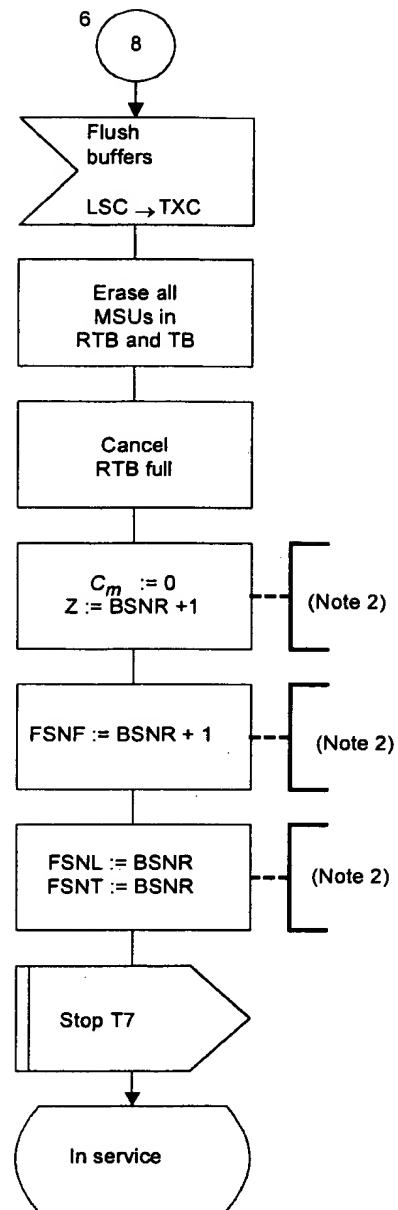 6
8
Flush
buffers
LSC → TXC
Erase all
MSUs in
RTB and TB
Cancel
RTB full
Cm := 0
Z := BSNR +1
(Note 2)
FSNF := BSNR + 1
(Note 2)
FSNL := BSNR
FSNT := BSNR
(Note 2)
Stop T7
In service